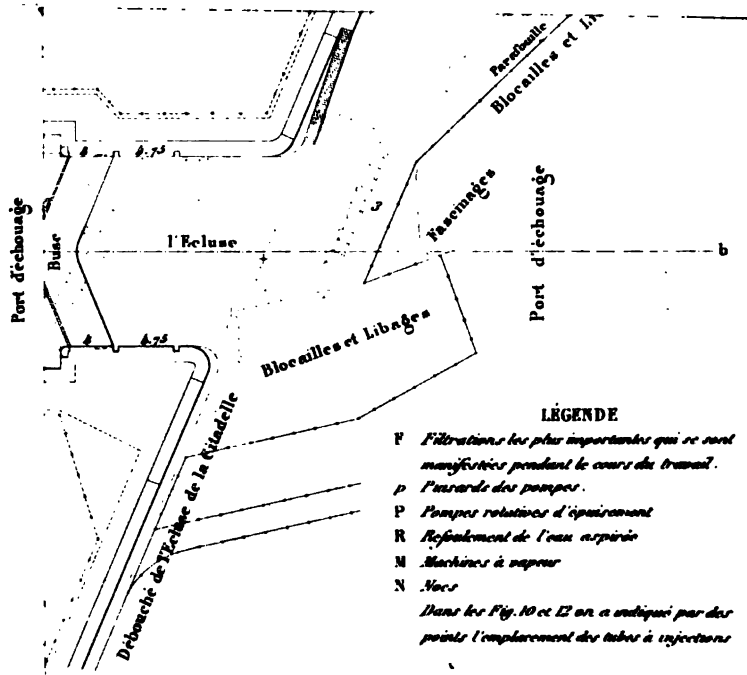 Parafouille
Blocailles et Li
4 4.75
3
Fascinages
Port d'échouage
Port d'échouage
Busc
l'Ecluse
b
4 4.75
Blocailles et Libages
Débouché de l'Ecluse de la Citadelle
LÉGENDE
F Filtrations les plus importantes qui se sont
manifestées pendant le cours du travail.
p Puisards des pompes.
P Pompes rotatives d'épuisement
R Refoulement de l'eau aspirée
M Machines à vapeur
N Nocs
Dans les Fig. 10 et 12 on a indiqué par des
points l'emplacement des tubes à injections